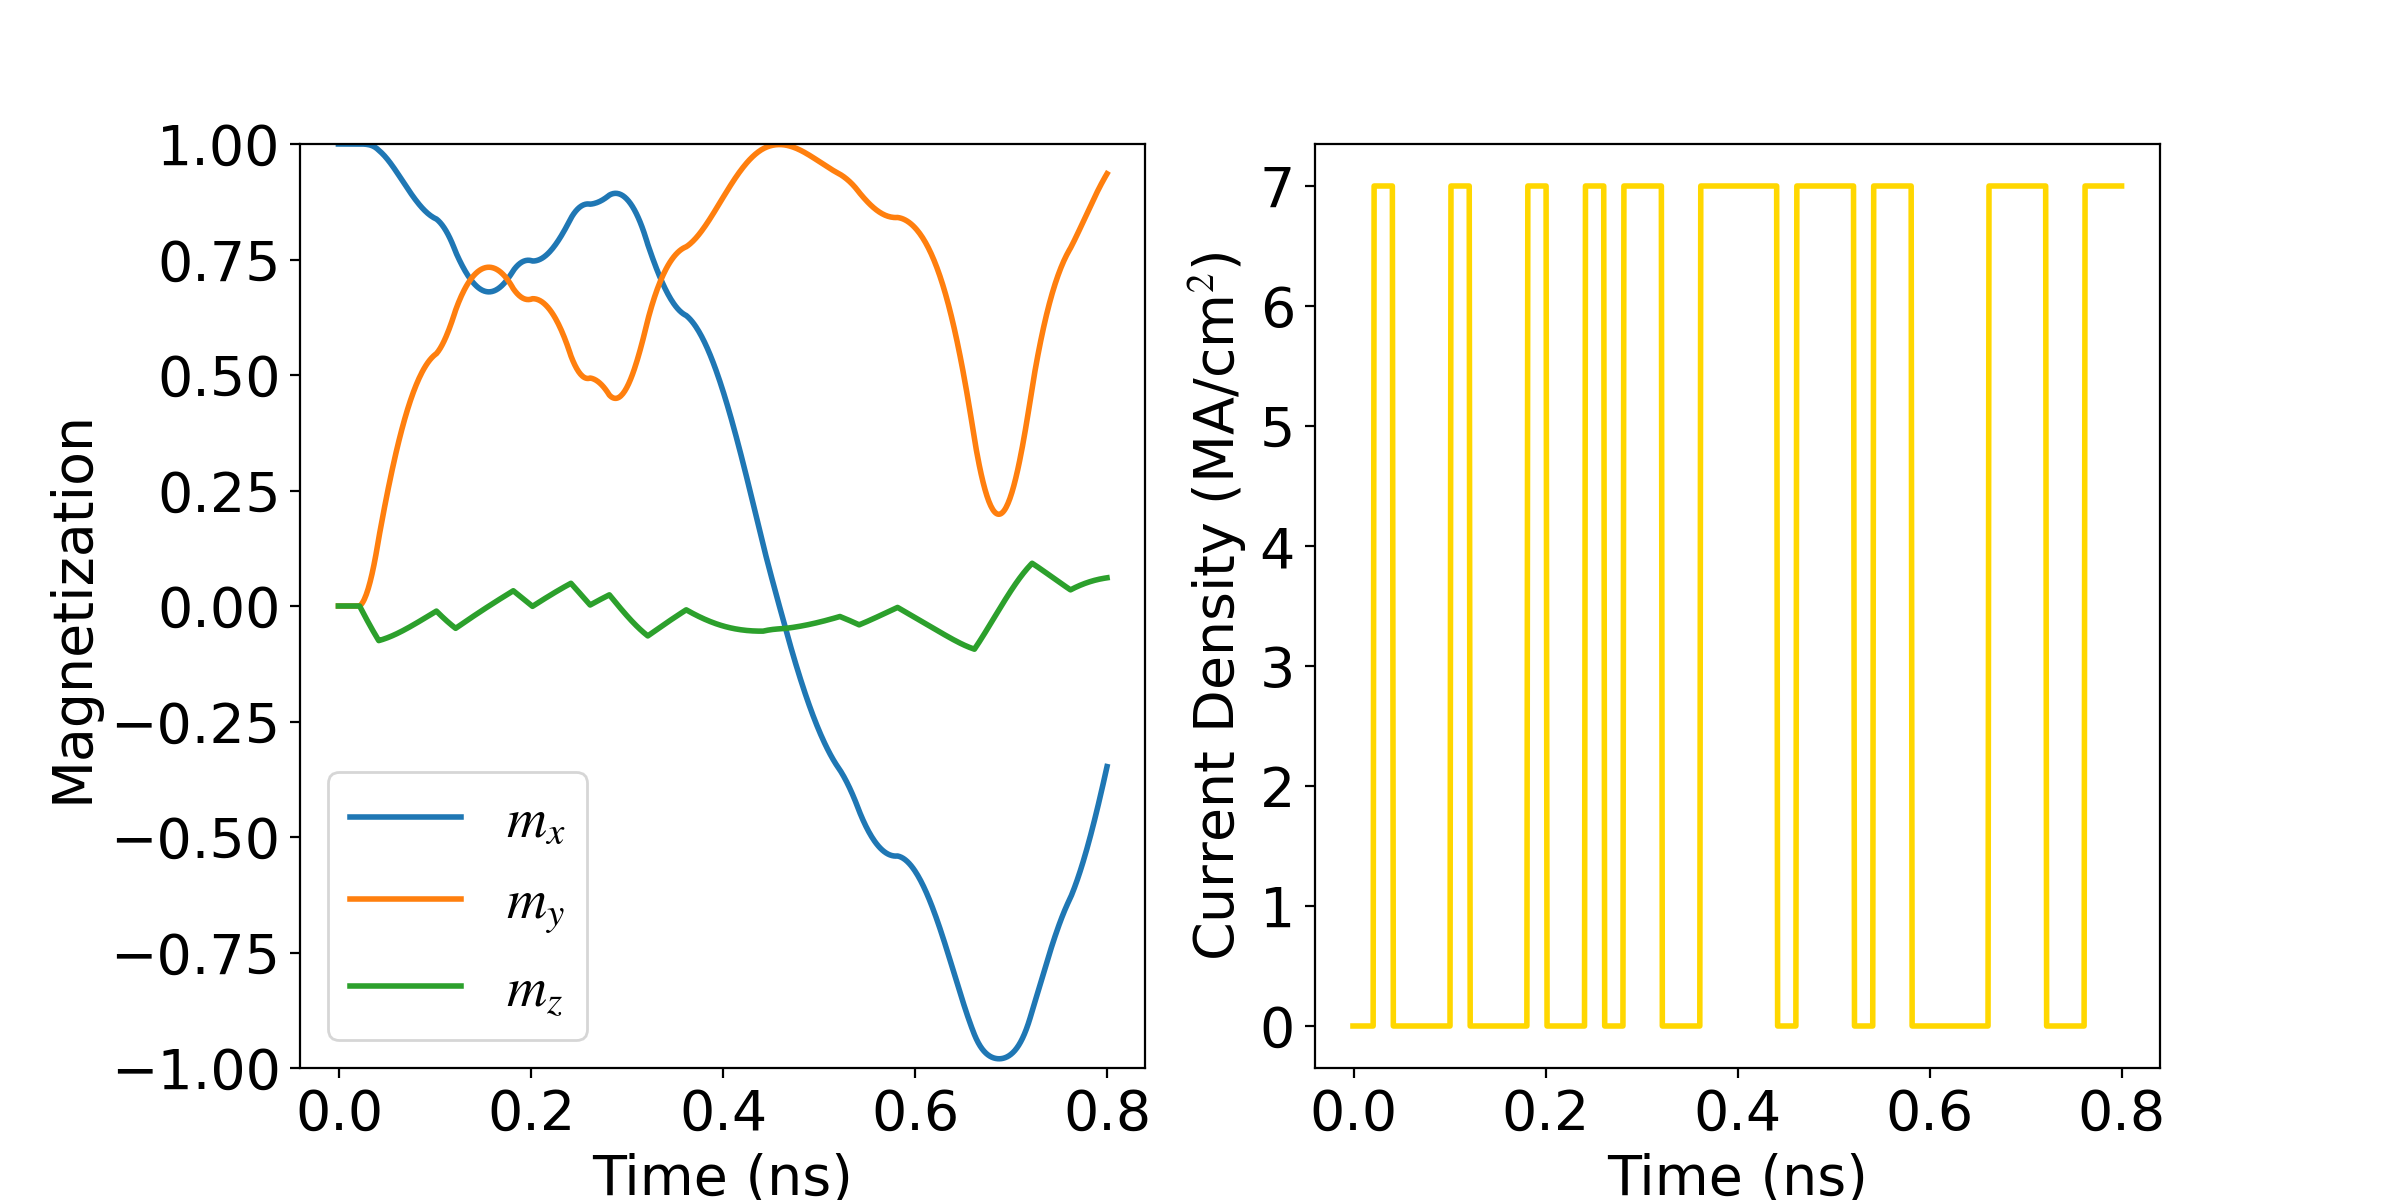 1.00
0.75
0.50
0.25
0.00
−0.25
−0.50
−0.75
−1.00
Magnetization
m_x
m_y
m_z
0.0 0.2 0.4 0.6 0.8
Time (ns)
7
6
5
4
3
2
1
0
Current Density (MA/cm²)
0.0 0.2 0.4 0.6 0.8
Time (ns)